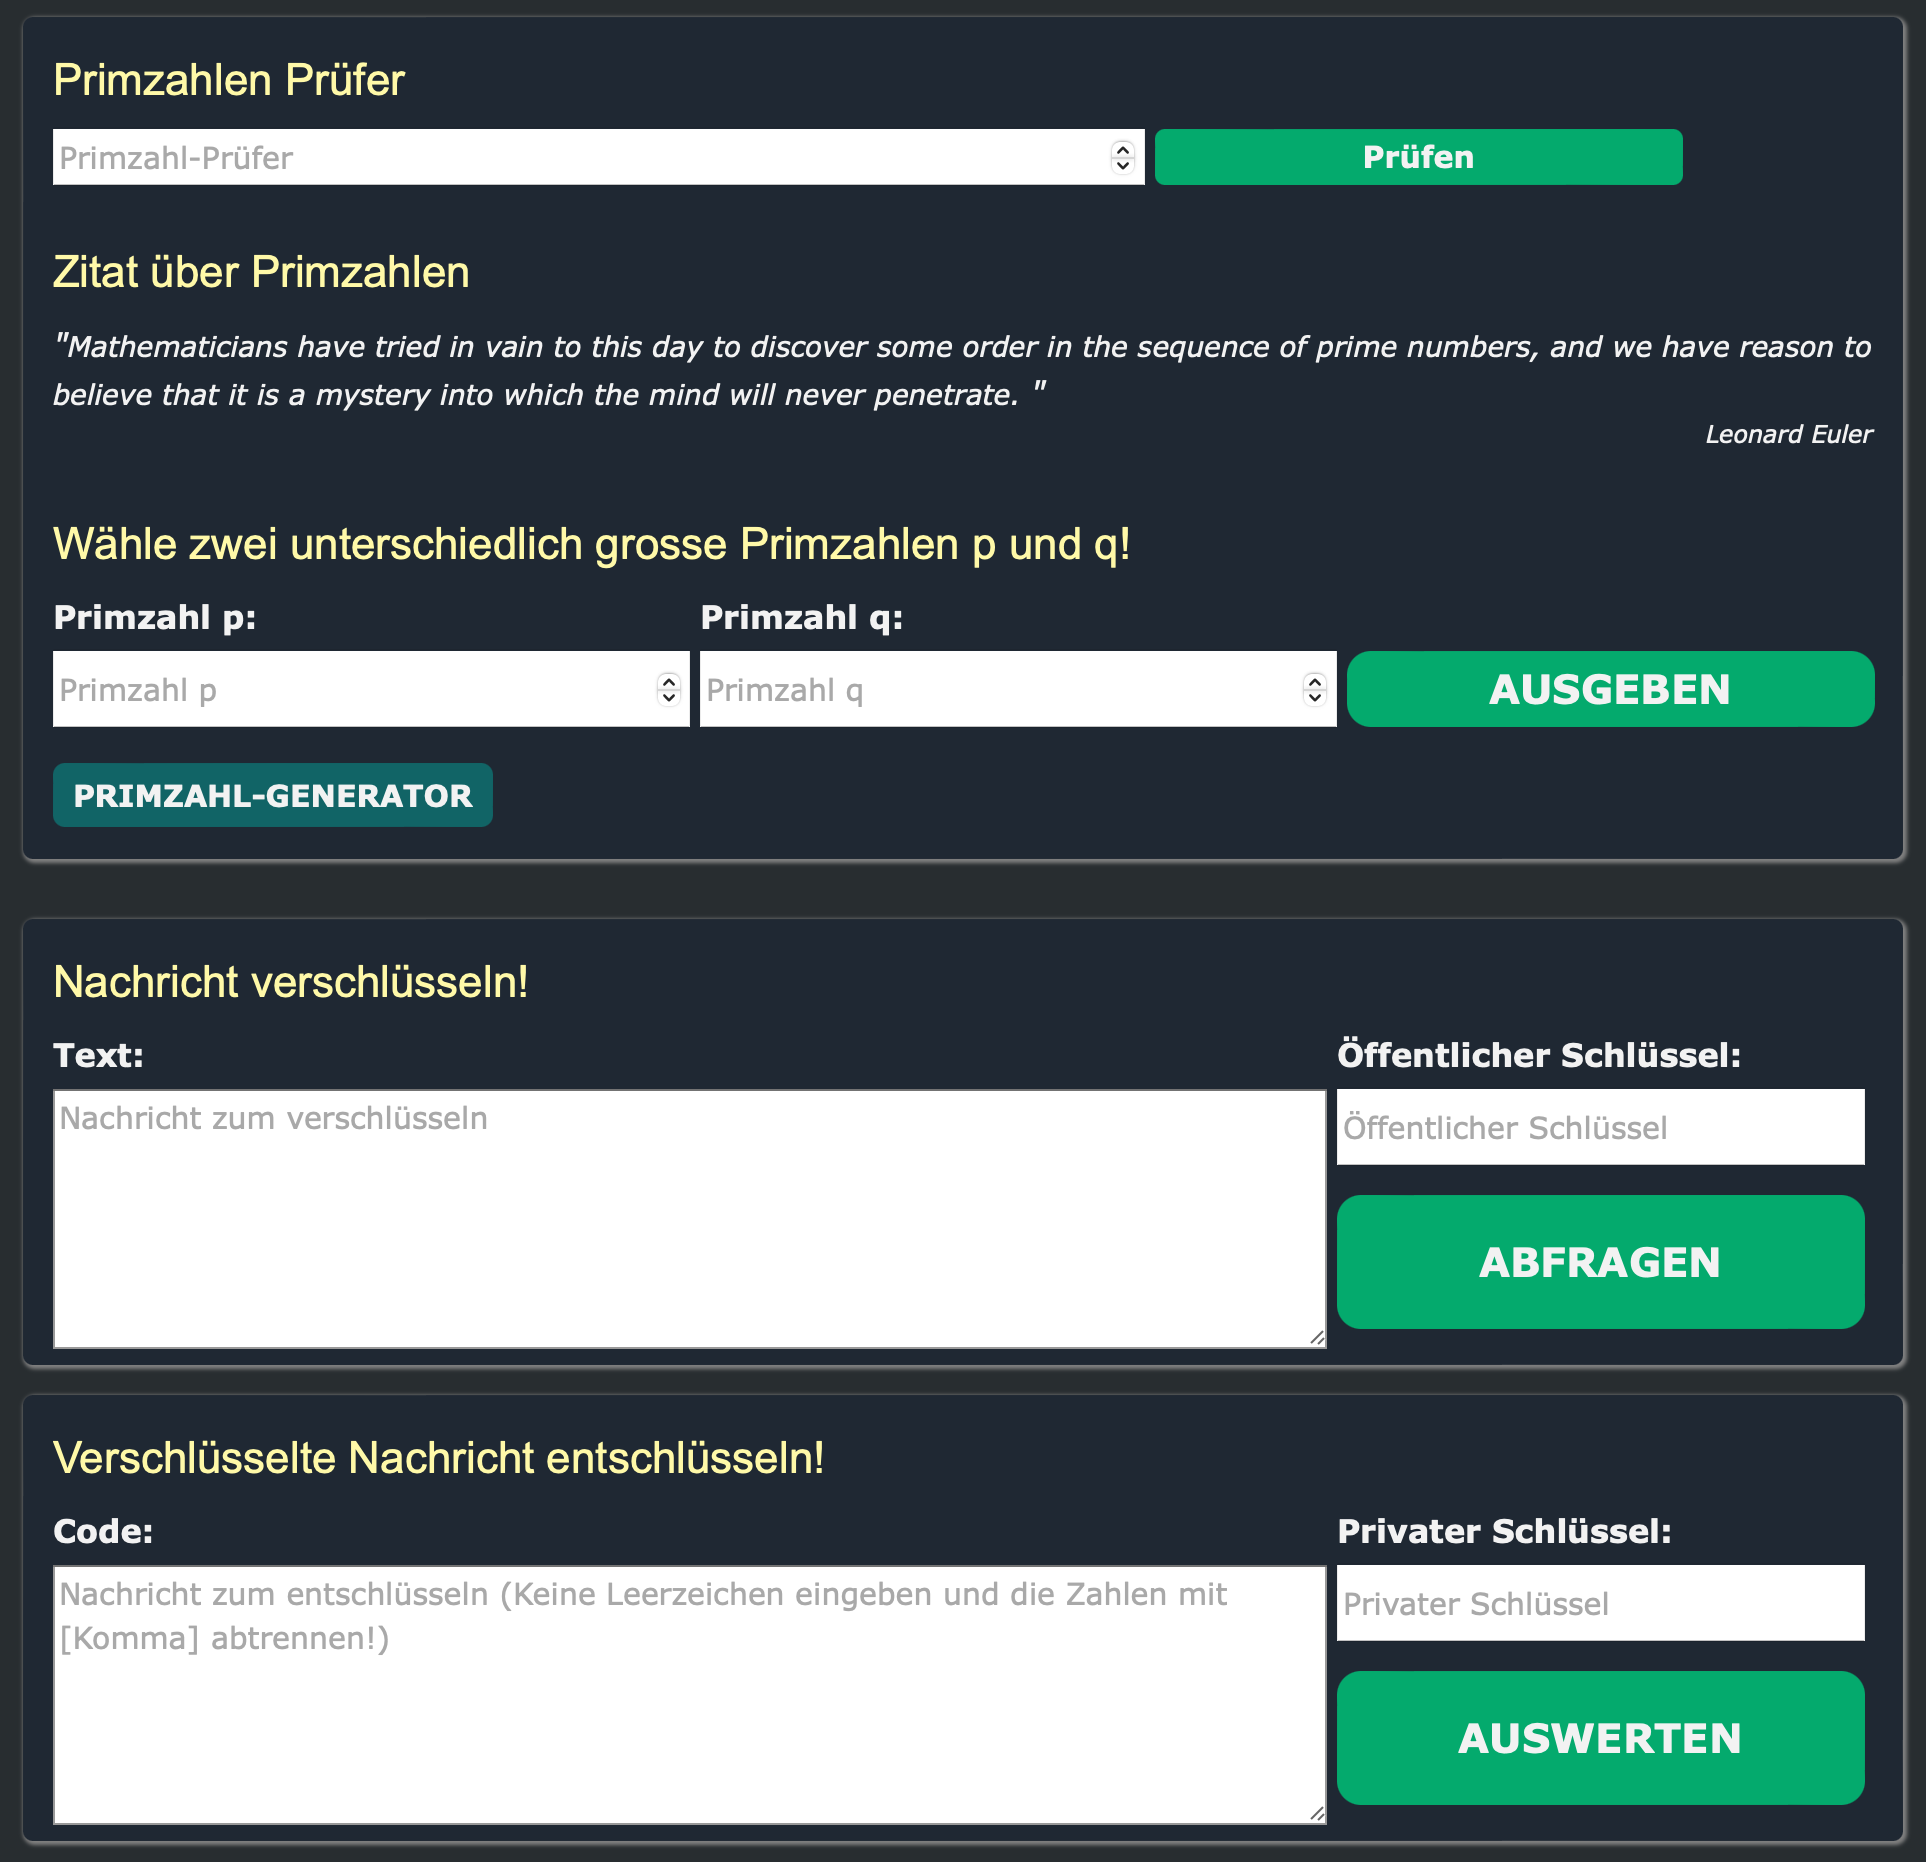 Primzahlen Prüfer
Primzahl-Prüfer
Prüfen
Zitat über Primzahlen
"Mathematicians have tried in vain to this day to discover some order in the sequence of prime numbers, and we have reason to
believe that it is a mystery into which the mind will never penetrate. "
Leonard Euler
Wähle zwei unterschiedlich grosse Primzahlen p und q!
Primzahl p:
Primzahl q:
Primzahl p
Primzahl q
AUSGEBEN
PRIMZAHL-GENERATOR
Nachricht verschlüsseln!
Text:
Öffentlicher Schlüssel:
Nachricht zum verschlüsseln
Öffentlicher Schlüssel
ABFRAGEN
Verschlüsselte Nachricht entschlüsseln!
Code:
Privater Schlüssel:
Nachricht zum entschlüsseln (Keine Leerzeichen eingeben und die Zahlen mit
[Komma] abtrennen!)
Privater Schlüssel
AUSWERTEN